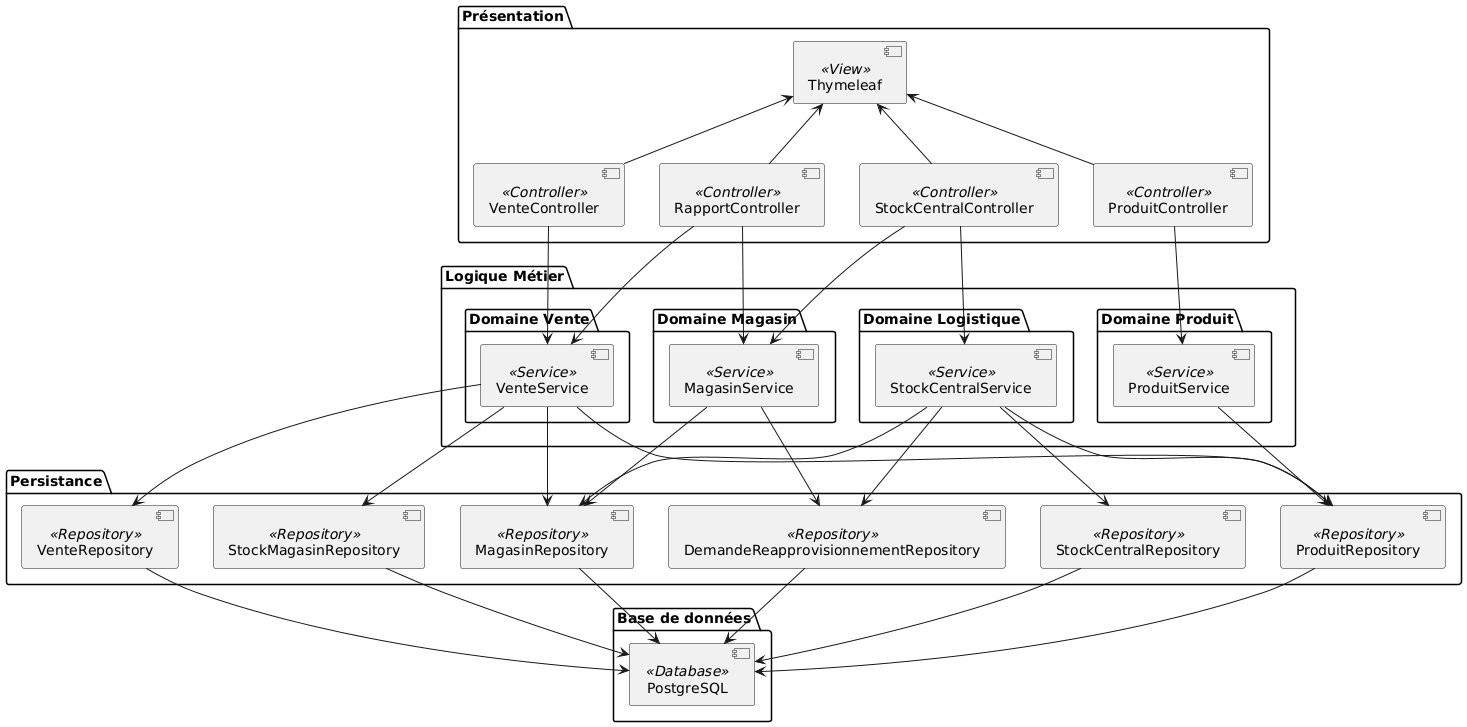 Présentation
«View»
Thymeleaf
«Controller»
VenteController
«Controller»
RapportController
«Controller»
StockCentralController
«Controller»
ProduitController
Logique Métier
Domaine Vente
Domaine Magasin
Domaine Logistique
Domaine Produit
«Service»
VenteService
«Service»
MagasinService
«Service»
StockCentralService
«Service»
ProduitService
Persistance
«Repository»
VenteRepository
«Repository»
StockMagasinRepository
«Repository»
MagasinRepository
«Repository»
DemandeReapprovisionnementRepository
«Repository»
StockCentralRepository
«Repository»
ProduitRepository
Base de données
«Database»
PostgreSQL